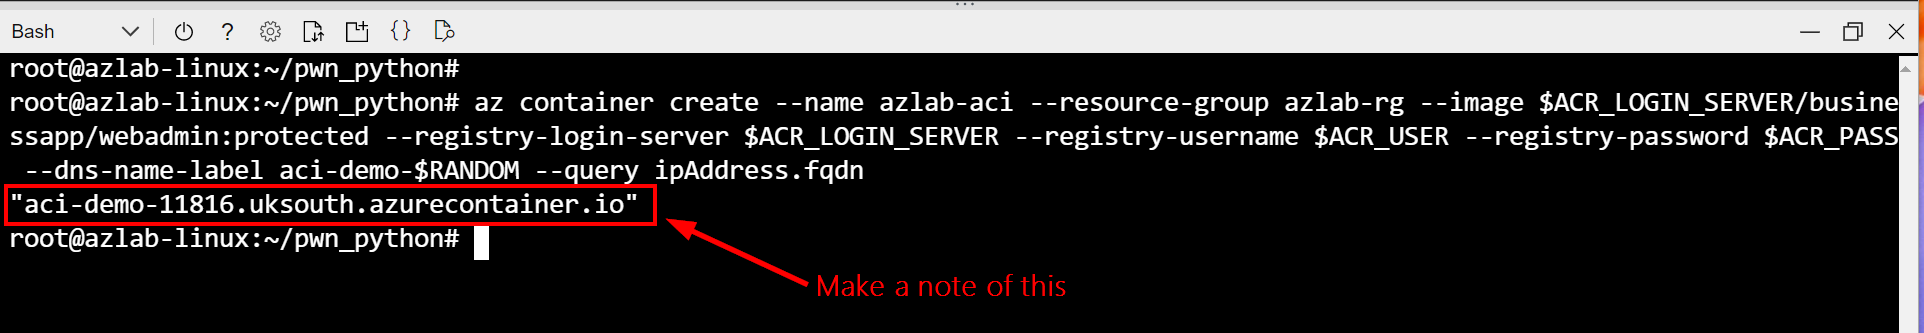 Bash
root@azlab-linux:~/pwn_python#
root@azlab-linux:~/pwn_python# az container create --name azlab-aci --resource-group azlab-rg --image $ACR_LOGIN_SERVER/busine
ssapp/webadmin:protected --registry-login-server $ACR_LOGIN_SERVER --registry-username $ACR_USER --registry-password $ACR_PASS
--dns-name-label aci-demo-$RANDOM --query ipAddress.fqdn
"aci-demo-11816.uksouth.azurecontainer.io"
root@azlab-linux:~/pwn_python#
Make a note of this